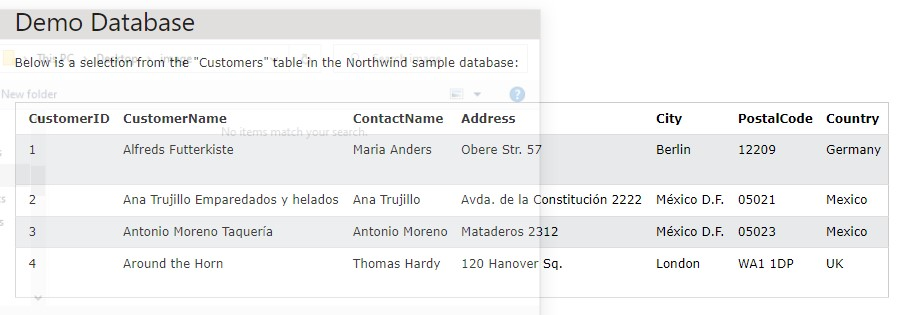 Demo Database
This PC
Below is a selection from the "Customers" table in the Northwind sample database:
New folder
CustomerID CustomerName ContactName Address City PostalCode Country
No items match your search.
1 Alfreds Futterkiste Maria Anders Obere Str. 57 Berlin 12209 Germany
2 Ana Trujillo Emparedados y helados Ana Trujillo Avda. de la Constitución 2222 México D.F. 05021 Mexico
3 Antonio Moreno Taquería Antonio Moreno Mataderos 2312 México D.F. 05023 Mexico
4 Around the Horn Thomas Hardy 120 Hanover Sq. London WA1 1DP UK